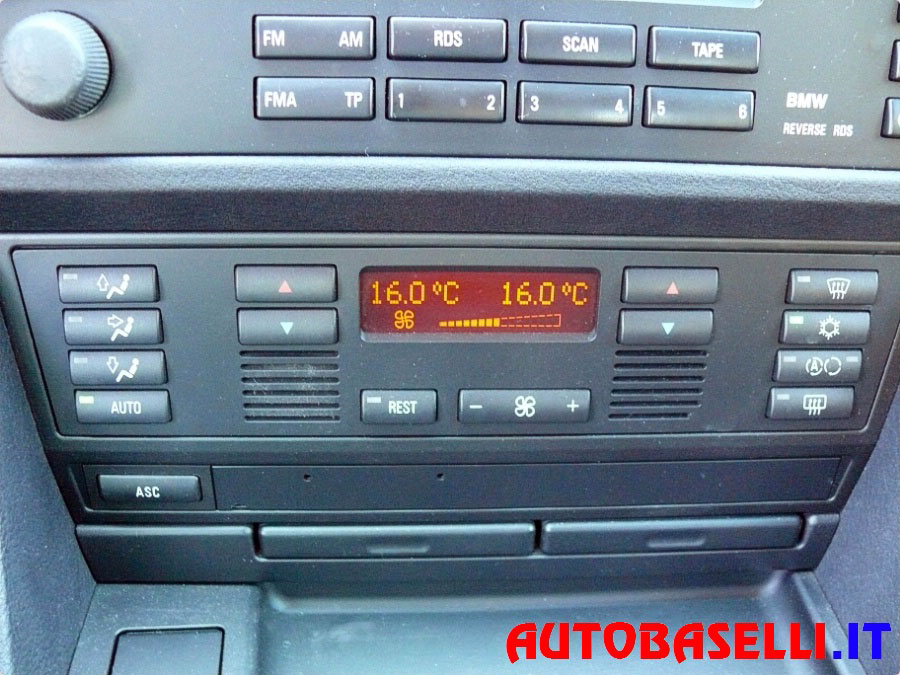 FM AM RDS SCAN TAPE
FMA TP 1 2 3 4 5 6 BMW
REVERSE RDS
16.0 °C 16.0 °C
A
AUTO REST - +
ASC
AUTOBASELLI.IT